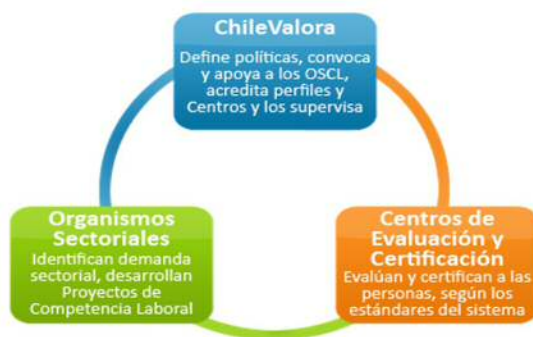 ChileValora
Define políticas, convoca
y apoya a los OSCL,
acredita perfiles y
Centros y los supervisa
Organismos
Sectoriales
Identifican demanda
sectorial, desarrollan
Proyectos de
Competencia Laboral
Centros de
Evaluación y
Certificación
Evalúan y certifican a las
personas, según los
estándares del sistema